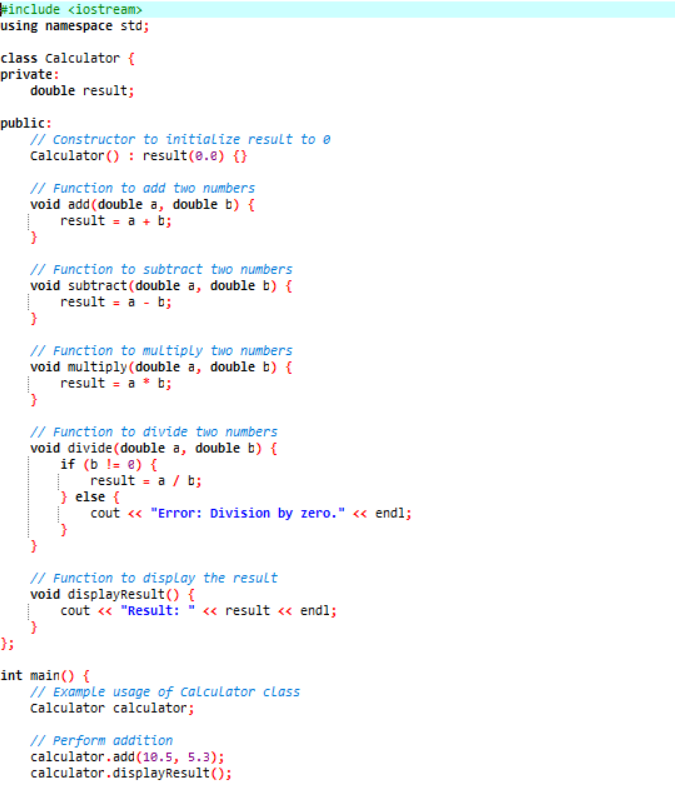 #include <iostream>
using namespace std;

class Calculator {
private:
    double result;

public:
    // Constructor to initialize result to 0
    Calculator() : result(0.0) {}

    // Function to add two numbers
    void add(double a, double b) {
        result = a + b;
    }

    // Function to subtract two numbers
    void subtract(double a, double b) {
        result = a - b;
    }

    // Function to multiply two numbers
    void multiply(double a, double b) {
        result = a * b;
    }

    // Function to divide two numbers
    void divide(double a, double b) {
        if (b != 0) {
            result = a / b;
        } else {
            cout << "Error: Division by zero." << endl;
        }
    }

    // Function to display the result
    void displayResult() {
        cout << "Result: " << result << endl;
    }
};

int main() {
    // Example usage of Calculator class
    Calculator calculator;

    // Perform addition
    calculator.add(10.5, 5.3);
    calculator.displayResult();